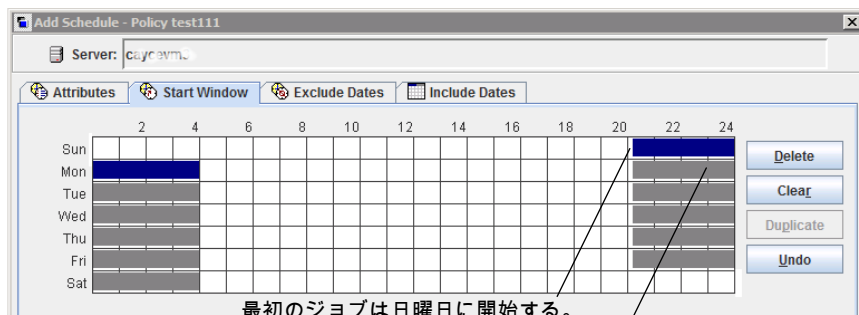 Add Schedule - Policy test111
Server:
Attributes Start Window Exclude Dates Include Dates
2 4 6 8 10 12 14 16 18 20 22 24
Sun
Mon
Tue
Wed
Thu
Fri
Sat
Delete
Clear
Duplicate
Undo
最初のジョブは日曜日に開始する。